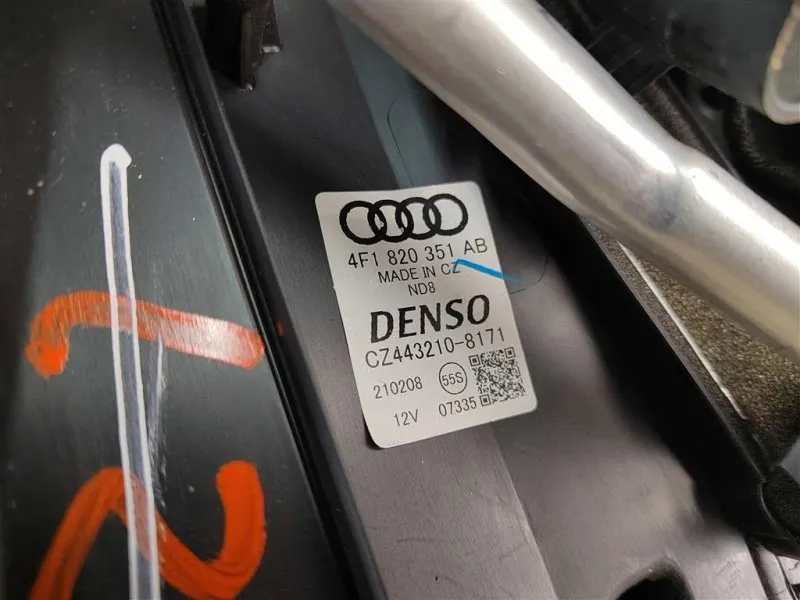 4F1 820 351 AB
MADE IN CZ
ND8
DENSO
CZ443210-8171
210208 55S
12V 07335